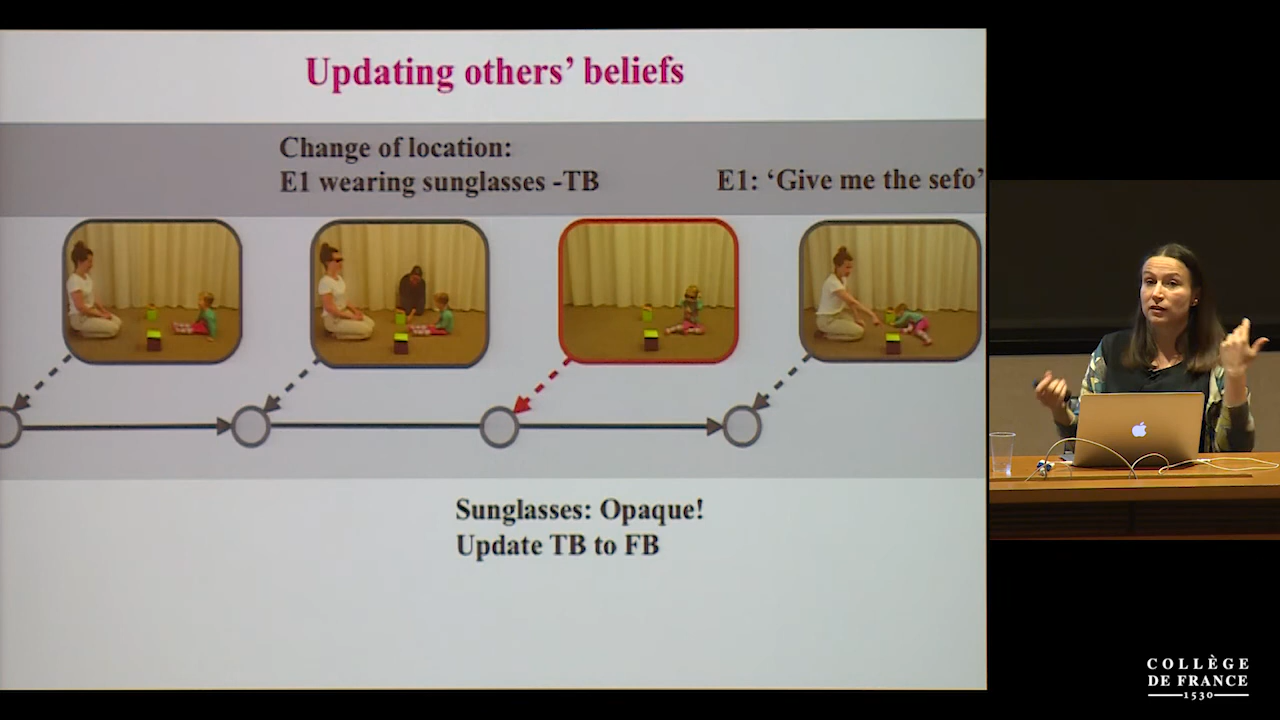 Updating others' beliefs
Change of location:
E1 wearing sunglasses -TB
E1: 'Give me the sefo'
Sunglasses: Opaque!
Update TB to FB
COLLÈGE
DE FRANCE
1530